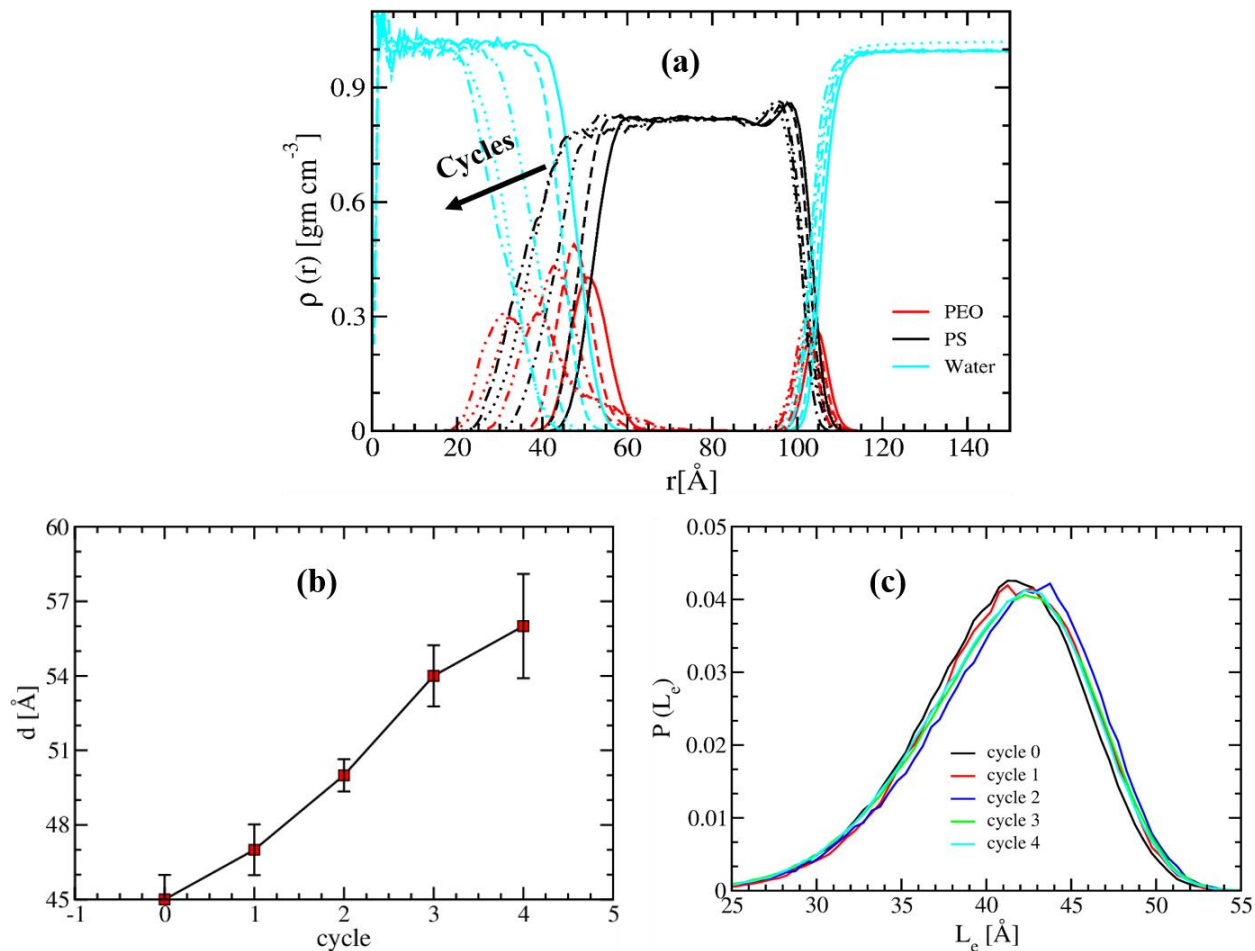 (a)
0.9
0.6
0.3
0
ρ (r) [gm cm⁻³]
Cycles
PEO
PS
Water
0 20 40 60 80 100 120 140
r[Å]
(b)
60
57
54
51
48
45
d [Å]
-1 0 1 2 3 4 5
cycle
(c)
0.05
0.04
0.03
0.02
0.01
0
P (Lₑ)
cycle 0
cycle 1
cycle 2
cycle 3
cycle 4
25 30 35 40 45 50 55
Lₑ [Å]